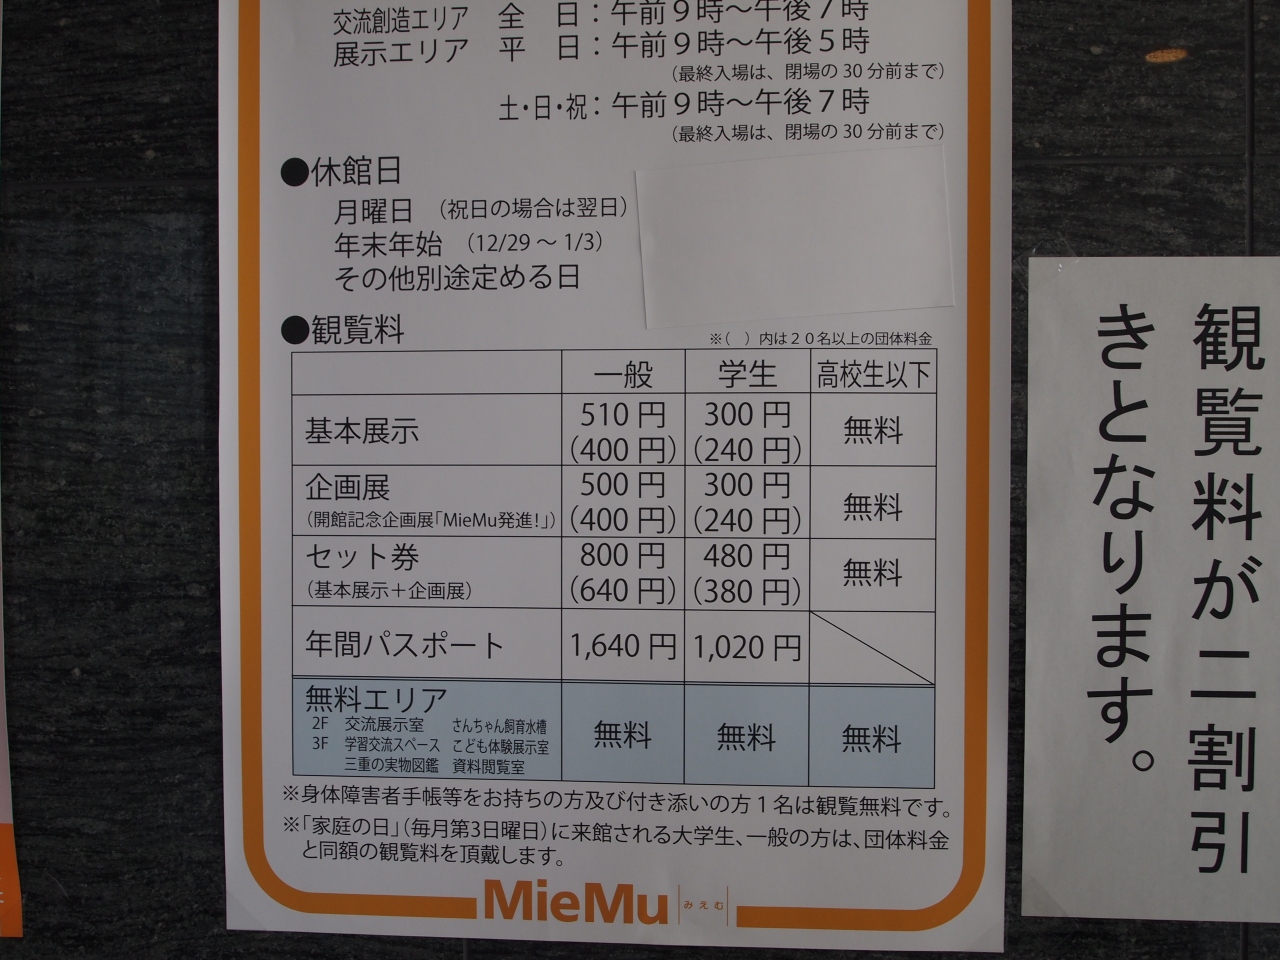 交流創造エリア 全 日：午前９時～午後７時
展示エリア 平 日：午前９時～午後５時
（最終入場は、閉場の30分前まで）
土・日・祝：午前９時～午後７時
（最終入場は、閉場の30分前まで）
●休館日
月曜日 （祝日の場合は翌日）
年末年始 （12/29 ～ 1/3）
その他別途定める日
●観覧料
※（ ）内は２０名以上の団体料金
一般 学生 高校生以下
基本展示 510円 (400円) 300円 (240円) 無料
企画展 500円 300円 無料
（開館記念企画展「MieMu発進！」） (400円) (240円)
セット券 800円 480円 無料
（基本展示＋企画展） (640円) (380円)
年間パスポート 1,640円 1,020円
無料エリア 無料 無料 無料
2F 交流展示室 さんちゃん飼育水槽
3F 学習交流スペース こども体験展示室
三重の実物図鑑 資料閲覧室
※身体障害者手帳等をお持ちの方及び付き添いの方１名は観覧無料です。
※「家庭の日」（毎月第3日曜日）に来館される大学生、一般の方は、団体料金
と同額の観覧料を頂戴します。
MieMu みえむ
観覧料が二割引
きとなります。